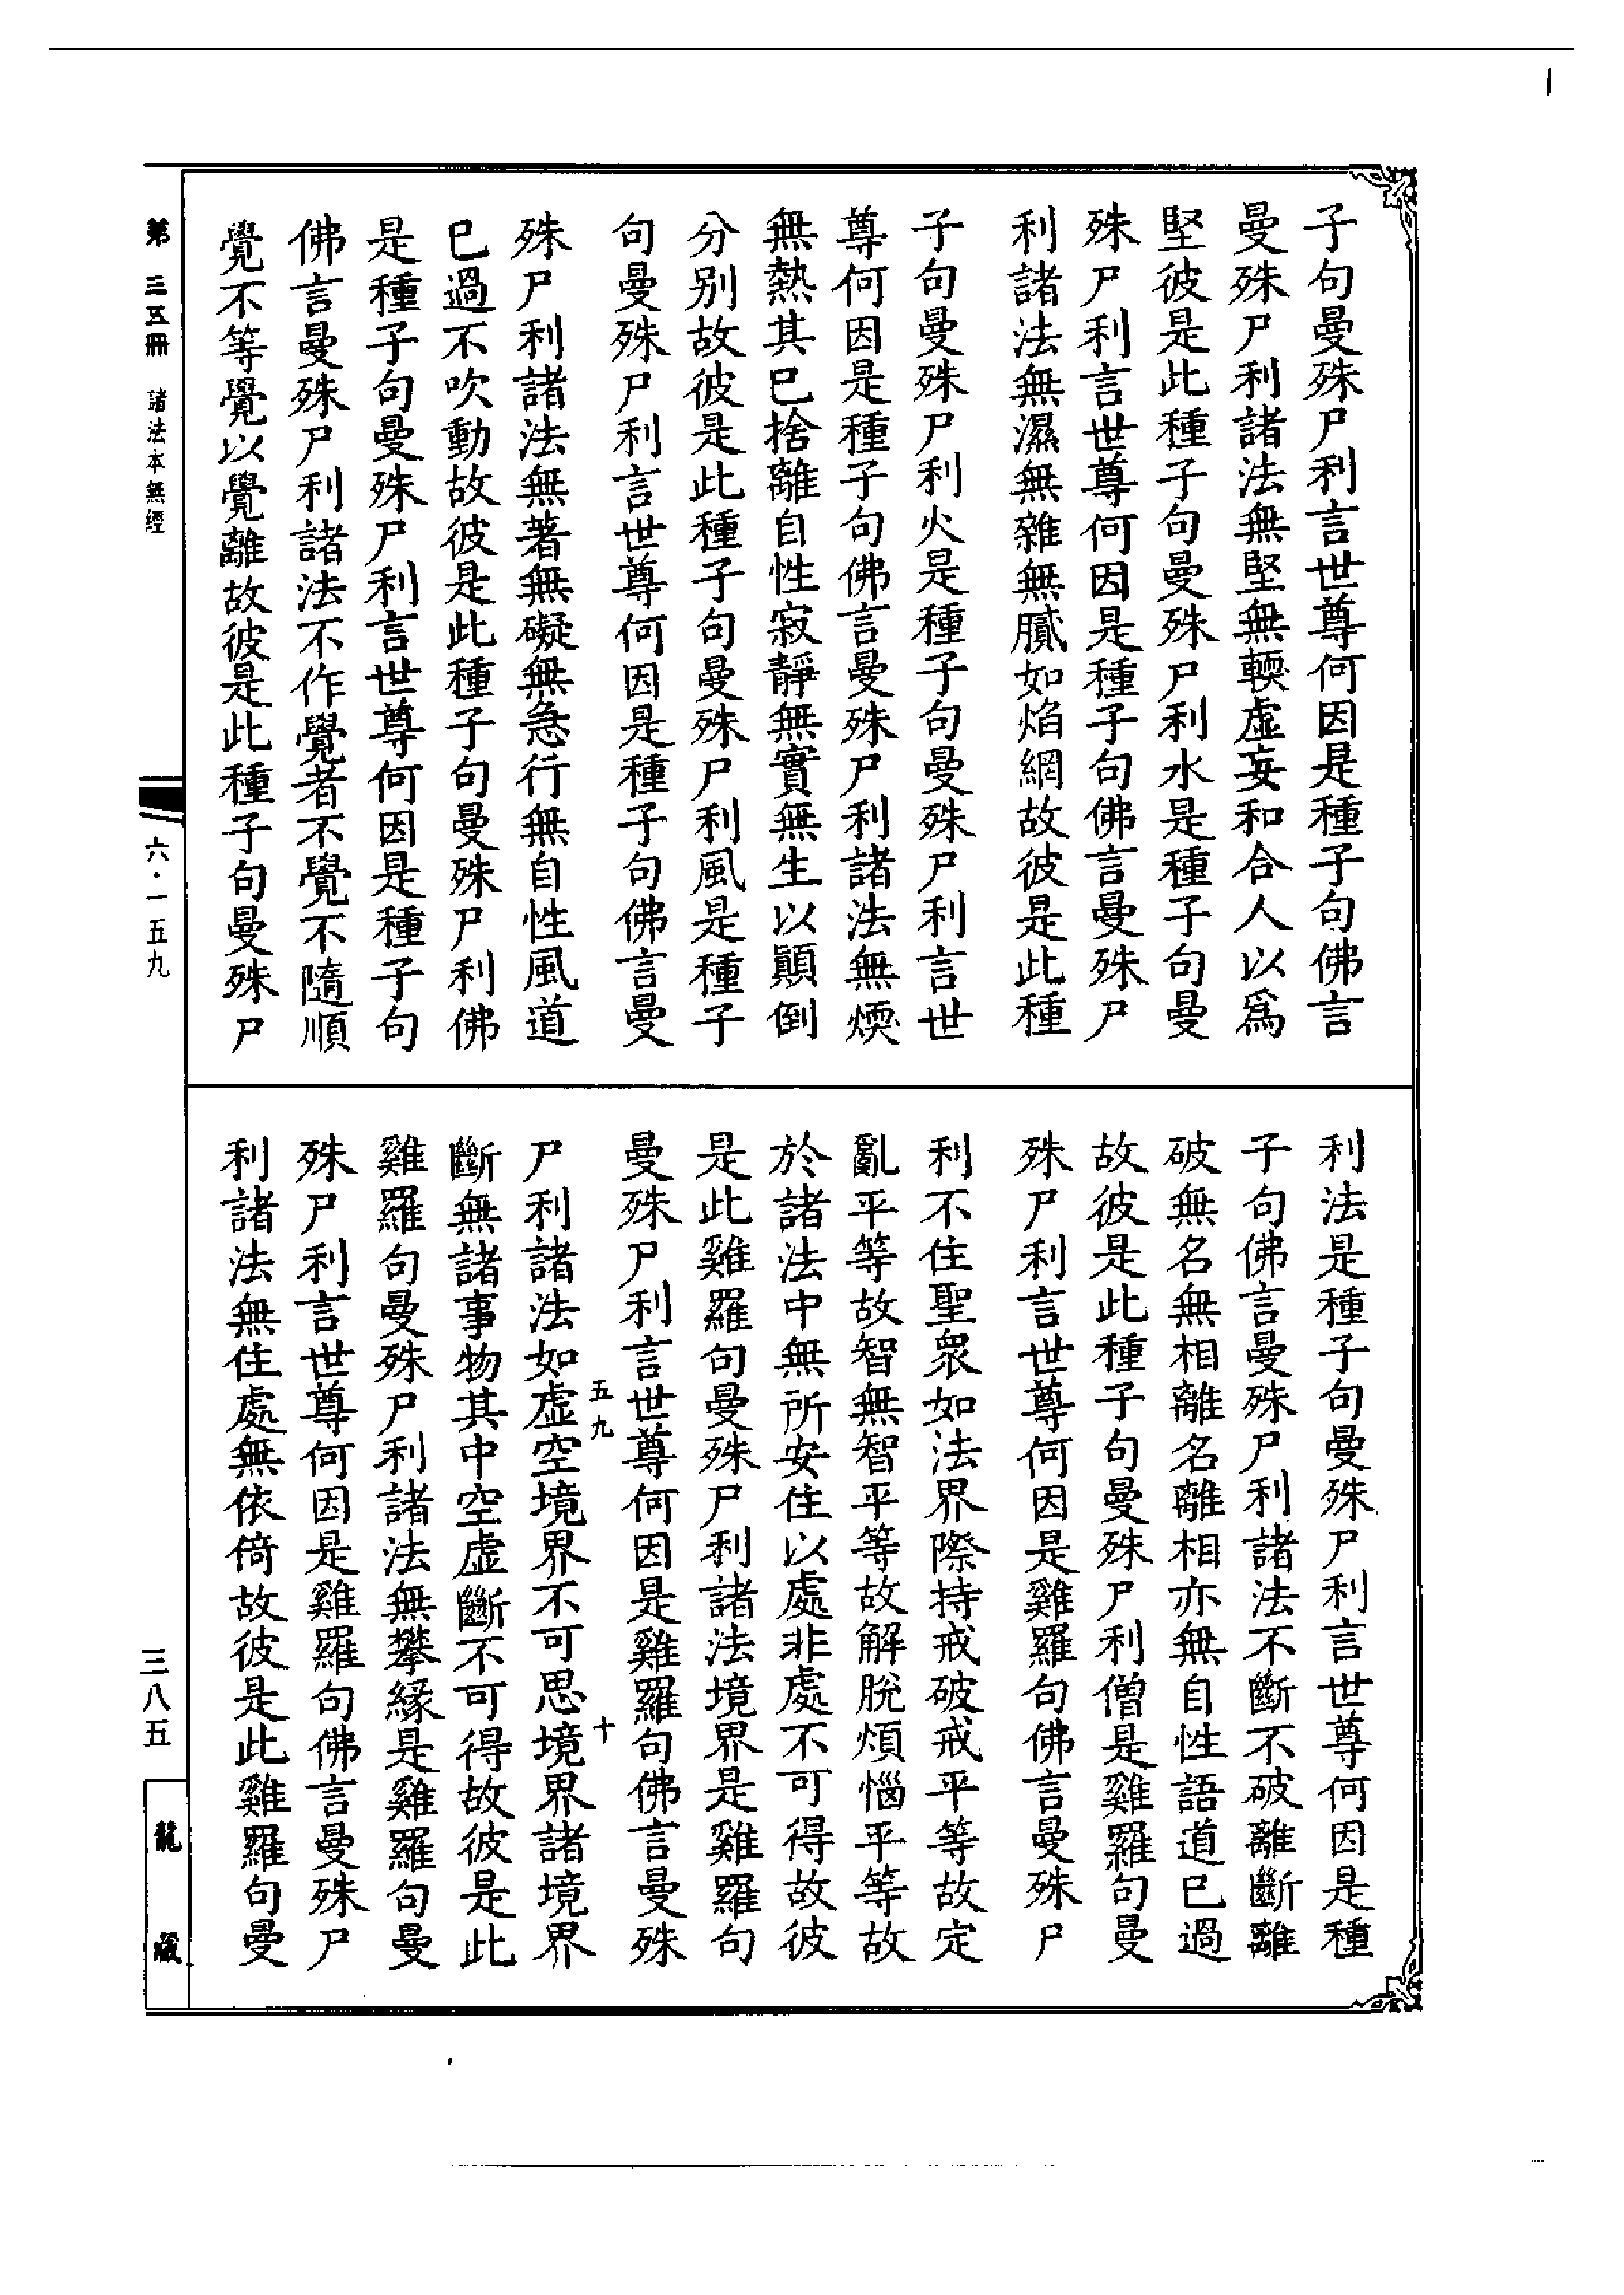 子句曼殊尸利言世尊何因是種子句佛言
曼殊尸利諸法無堅無輭虛妄和合人以爲
堅彼是此種子句曼殊尸利水是種子句曼
殊尸利言世尊何因是種子句佛言曼殊尸
利諸法無濕無雜無膩如焰網故彼是此種
子句曼殊尸利火是種子句曼殊尸利言世
尊何因是種子句佛言曼殊尸利諸法無煗
無熱其已捨離自性寂靜無實無生以顚倒
分別故彼是此種子句曼殊尸利風是種子
句曼殊尸利言世尊何因是種子句佛言曼
殊尸利諸法無著無礙無急行無自性風道
已過不吹動故彼是此種子句曼殊尸利佛
是種子句曼殊尸利言世尊何因是種子句
佛言曼殊尸利諸法不作覺者不覺不隨順
覺不等覺以覺離故彼是此種子句曼殊尸
利法是種子句曼殊尸利言世尊何因是種
子句佛言曼殊尸利諸法不斷不破離斷離
破無名無相離名離相亦無自性語道已過
故彼是此種子句曼殊尸利僧是雞羅句曼
殊尸利言世尊何因是雞羅句佛言曼殊尸
利不住聖眾如法界際持戒破戒平等故定
亂平等故智無智平等故解脫煩惱平等故
於諸法中無所安住以處非處不可得故彼
是此雞羅句曼殊尸利諸法境界是雞羅句
曼殊尸利言世尊何因是雞羅句佛言曼殊
五九
十
尸利諸法如虛空境界不可思境界諸境界
斷無諸事物其中空虛斷不可得故彼是此
雞羅句曼殊尸利諸法無攀緣是雞羅句曼
殊尸利言世尊何因是雞羅句佛言曼殊尸
利諸法無住處無依倚故彼是此雞羅句曼
第三五冊 諸法本無經
六·一五九
三八五
龍藏